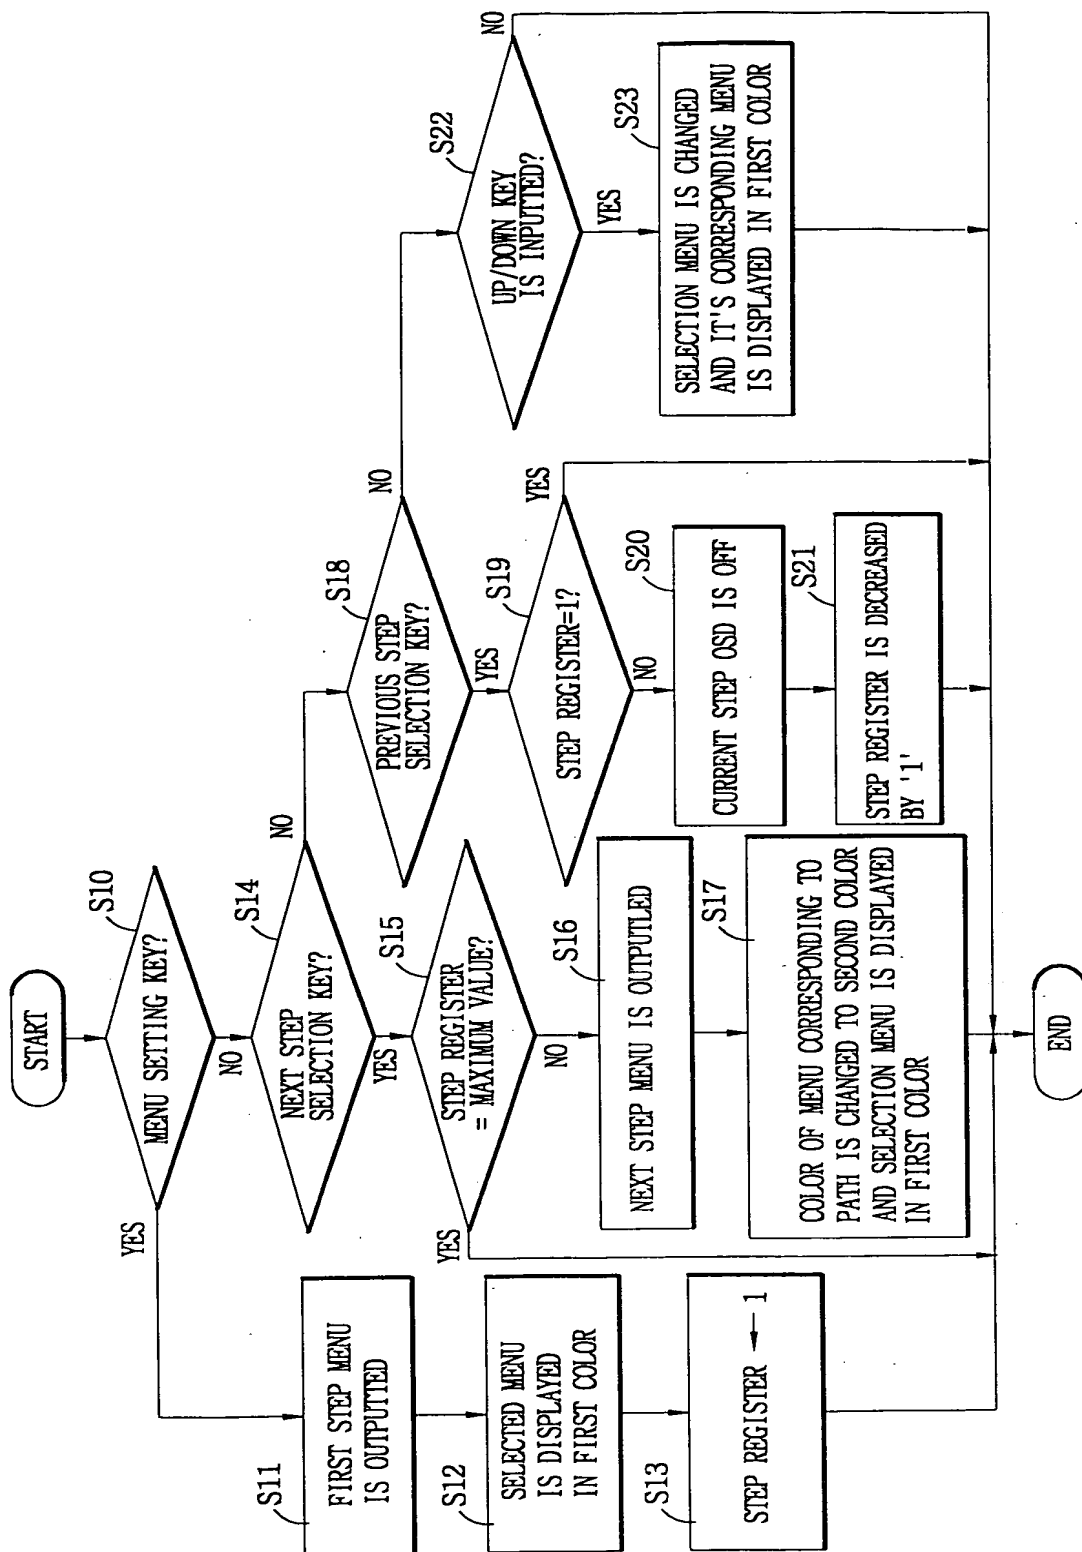 START
S10
MENU SETTING KEY?
YES
NO
S11
FIRST STEP MENU
IS OUTPUTTED
S12
SELECTED MENU
IS DISPLAYED
IN FIRST COLOR
S13
STEP REGISTER ← 1
S14
NEXT STEP
SELECTION KEY?
NO
YES
S15
STEP REGISTER
= MAXIMUM VALUE?
YES
NO
S16
NEXT STEP MENU IS OUTPUTLED
S17
COLOR OF MENU CORRESPONDING TO
PATH IS CHANGED TO SECOND COLOR
AND SELECTION MENU IS DISPLAYED
IN FIRST COLOR
S18
PREVIOUS STEP
SELECTION KEY?
NO
YES
S19
STEP REGISTER=1?
YES
NO
S20
CURRENT STEP OSD IS OFF
S21
STEP REGISTER IS DECREASED
BY '1'
S22
UP/DOWN KEY
IS INPUTTED?
NO
YES
S23
SELECTION MENU IS CHANGED
AND IT'S CORRESPONDING MENU
IS DISPLAYED IN FIRST COLOR
END